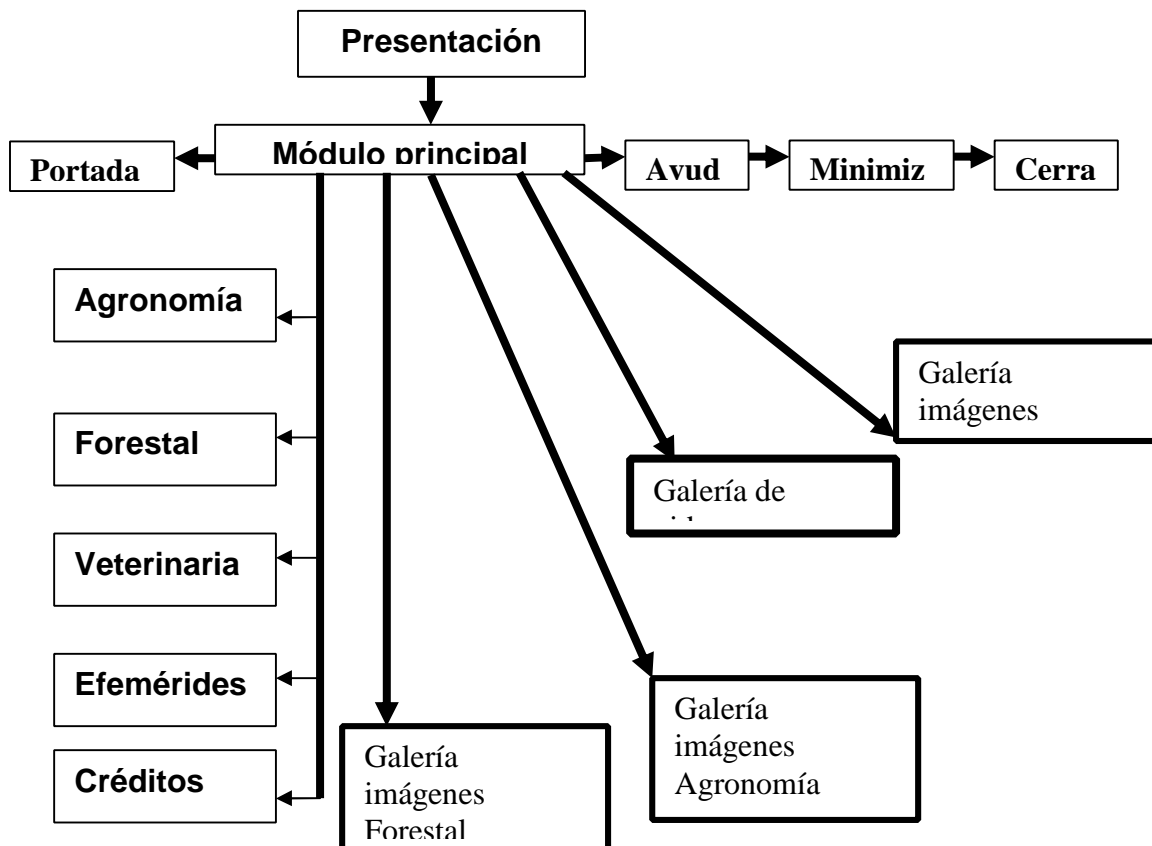 Presentación
Módulo principal
Portada
Avud
Minimiz
Cerra
Agronomía
Galería
imágenes
Forestal
Galería de
Veterinaria
Efemérides
Galería
imágenes
Agronomía
Créditos
Galería
imágenes
Forestal